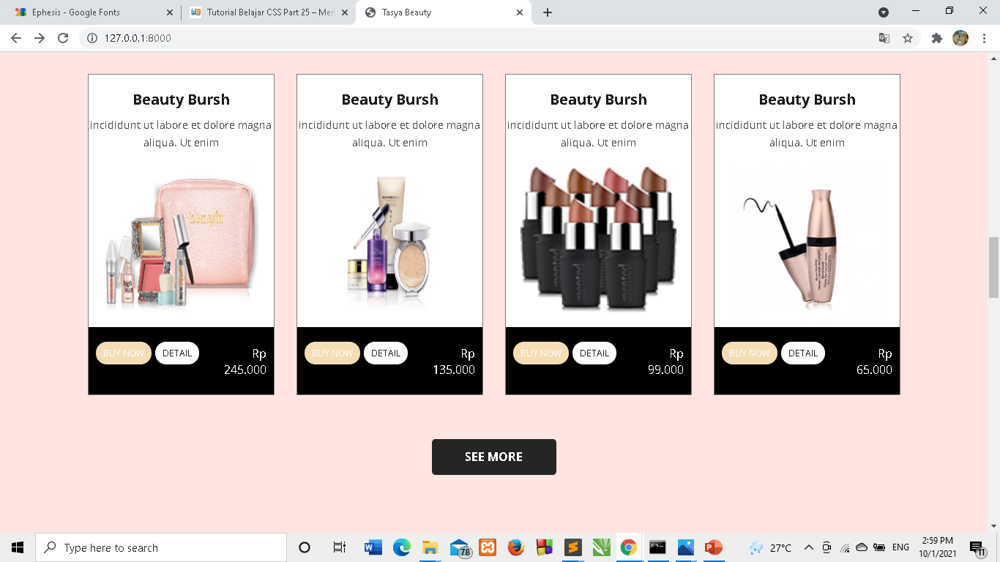 Ephesis - Google Fonts
Tutorial Belajar CSS Part 25 – Men
Tasya Beauty
127.0.0.1:8000
Beauty Bursh
incididunt ut labore et dolore magna
aliqua. Ut enim
benefit
BUY NOW
DETAIL
Rp
245.000
Beauty Bursh
incididunt ut labore et dolore magna
aliqua. Ut enim
BUY NOW
DETAIL
Rp
135.000
Beauty Bursh
incididunt ut labore et dolore magna
aliqua. Ut enim
mented
mented
BUY NOW
DETAIL
Rp
99.000
Beauty Bursh
incididunt ut labore et dolore magna
aliqua. Ut enim
BUY NOW
DETAIL
Rp
65.000
SEE MORE
Type here to search
78
27°C
ENG
2:59 PM
10/1/2021
11